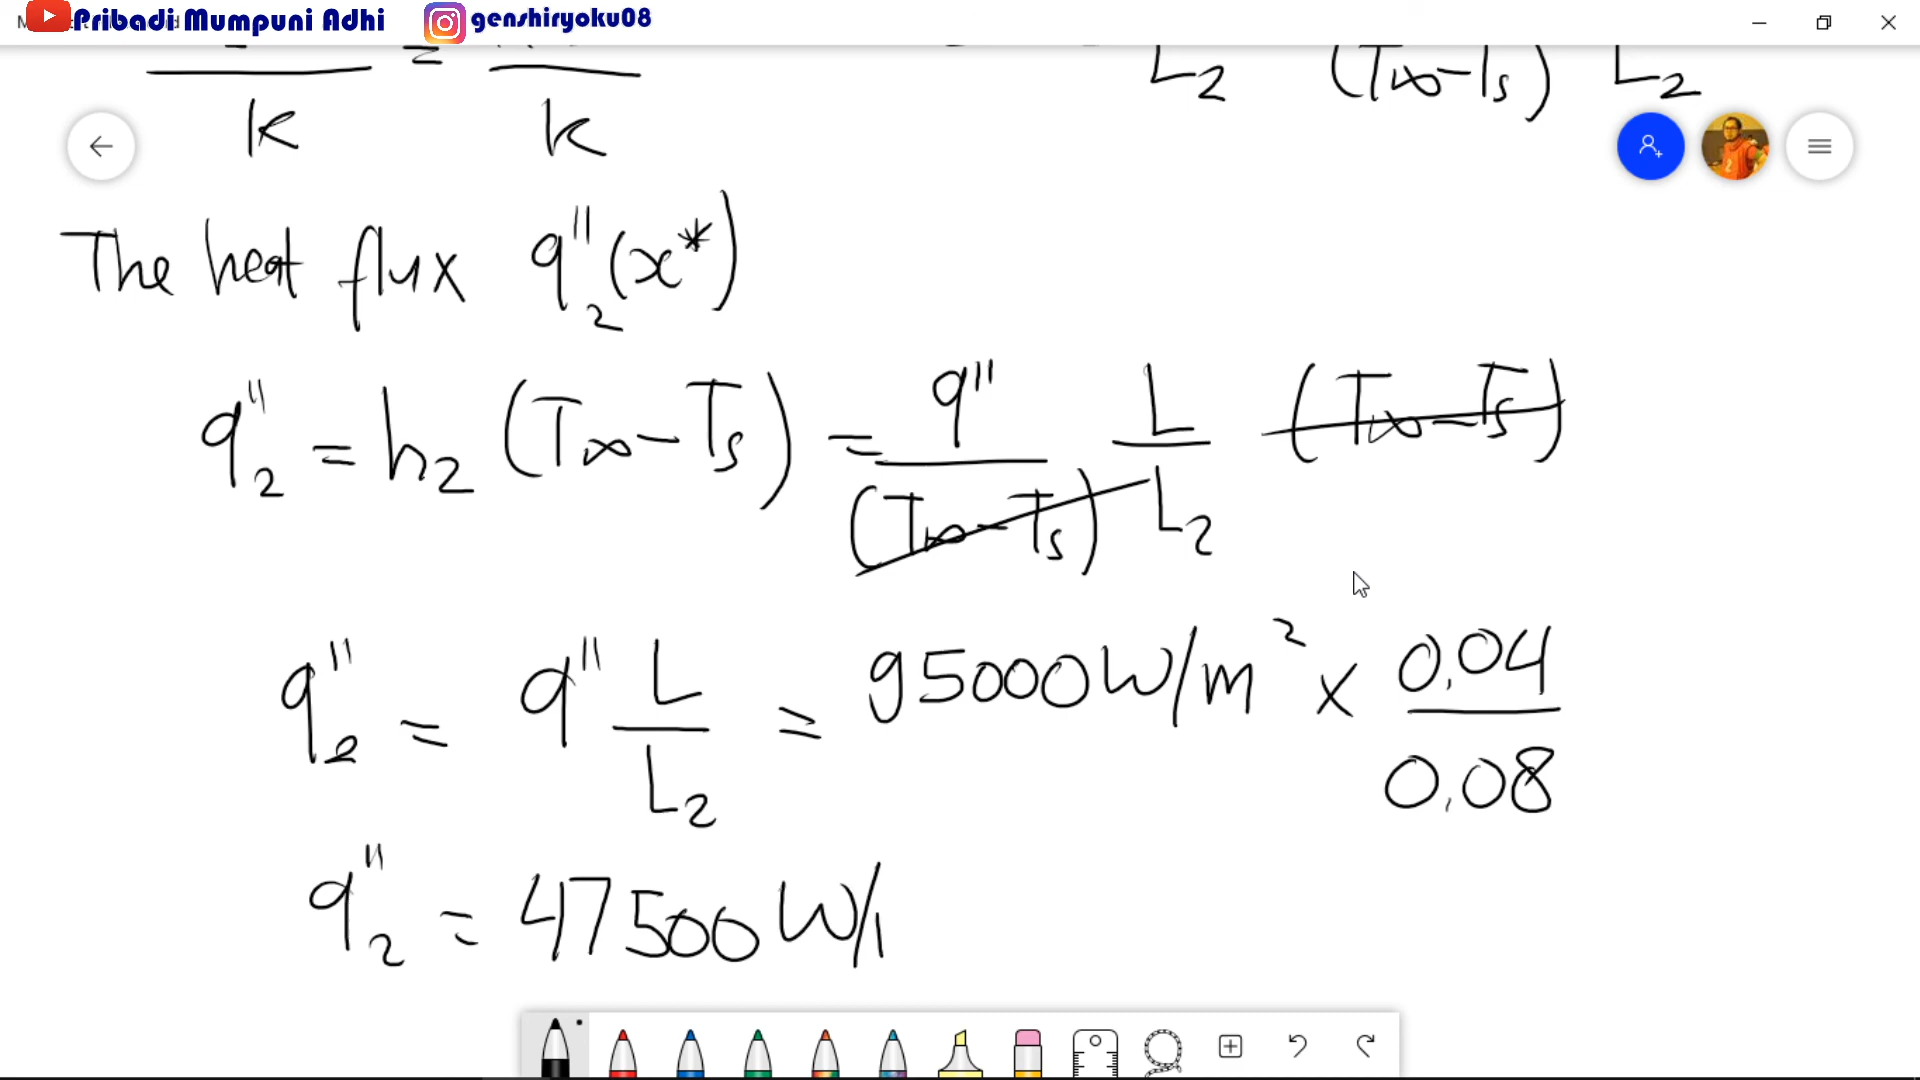 Pribadi Mumpuni Adhi genshiryoku08
= L₂ (T∞-Ts) L₂
k k
The heat flux q"₂(x*)
q"₂ = h₂ (T∞-Ts) = q"/(T∞-Ts) L/L₂ (T∞-Ts)
q"₂ = q" L/L₂ = 95000 W/m² x 0,04/0,08
q"₂ = 47500 W/